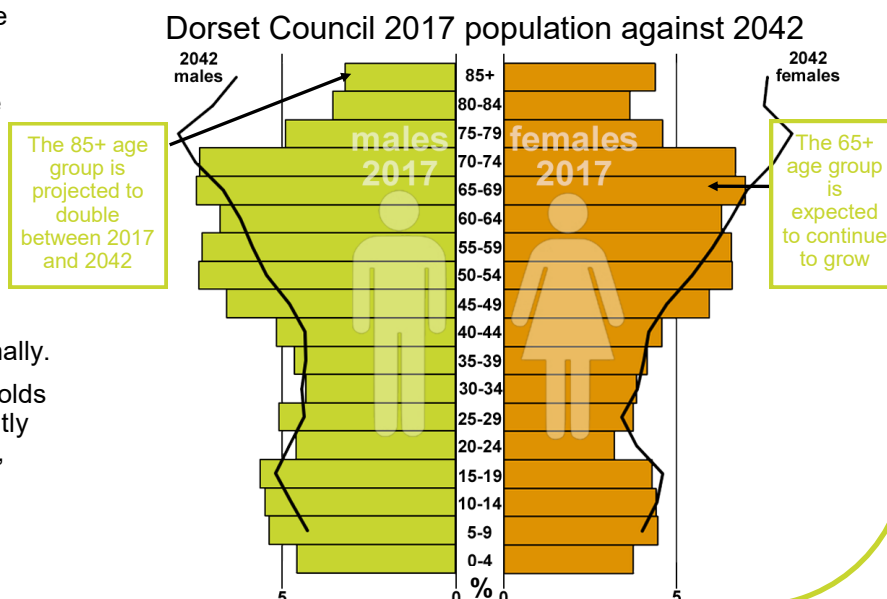 e
Dorset Council 2017 population against 2042
e
nally.
olds
tly
,
2042
males
2042
females
The 85+ age
group is
projected to
double
between 2017
and 2042
males
2017
females
2017
The 65+
age group
is
expected
to continue
to grow
85+
80-84
75-79
70-74
65-69
60-64
55-59
50-54
45-49
40-44
35-39
30-34
25-29
20-24
15-19
10-14
5-9
0-4
5 0 % 0 5